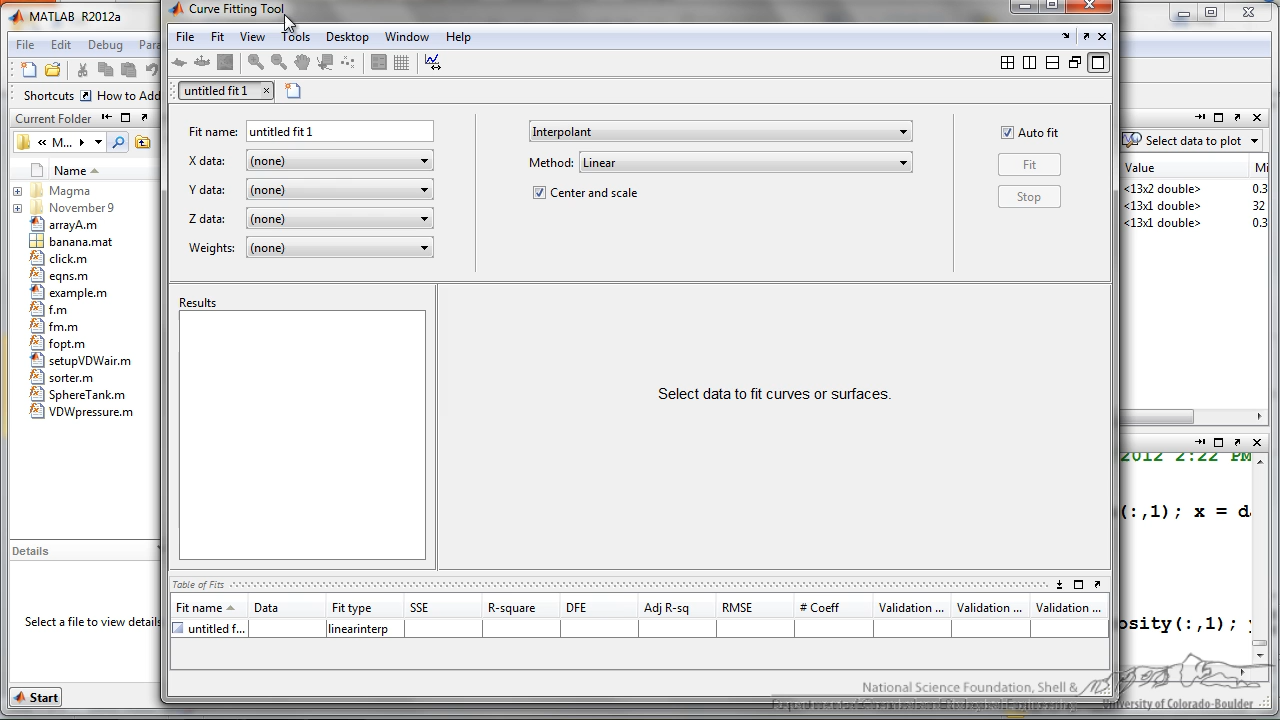 MATLAB R2012a
File Edit Debug Para
Shortcuts How to Add
Current Folder
« M...
Name
Magma
November 9
arrayA.m
banana.mat
click.m
eqns.m
example.m
f.m
fm.m
fopt.m
setupVDWair.m
sorter.m
SphereTank.m
VDWpressure.m
Details
Select a file to view details
Start
Curve Fitting Tool
File Fit View Tools Desktop Window Help
untitled fit 1
Fit name: untitled fit 1
X data: (none)
Y data: (none)
Z data: (none)
Weights: (none)
Interpolant
Method: Linear
Center and scale
Auto fit
Fit
Stop
Results
Select data to fit curves or surfaces.
Table of Fits
Fit name Data Fit type SSE R-square DFE Adj R-sq RMSE # Coeff Validation ... Validation ... Validation ...
untitled f... linearinterp
Select data to plot
Value Mi
<13x2 double> 0.3
<13x1 double> 32
<13x1 double> 0.3
2012 2:22 PM
(:,1); x = da
osity(:,1); y
National Science Foundation, Shell &
University of Colorado-Boulder